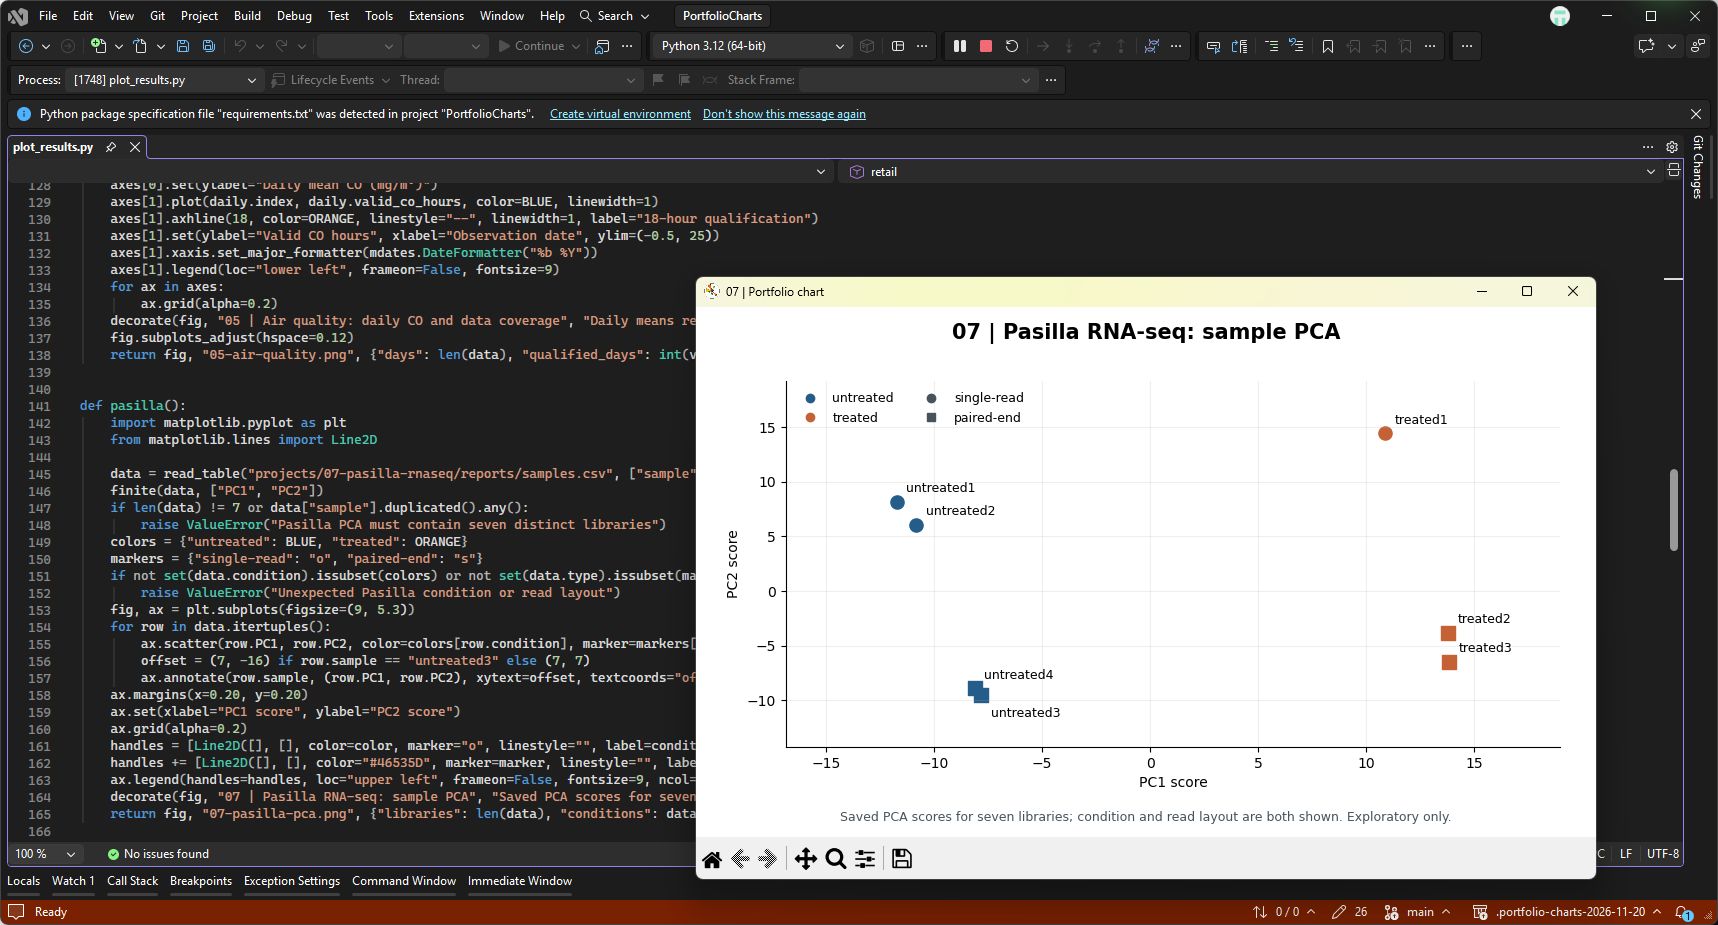 File Edit View Git Project Build Debug Test Tools Extensions Window Help Search PortfolioCharts
Continue Python 3.12 (64-bit)
Process: [1748] plot_results.py Lifecycle Events Thread: Stack Frame:
Python package specification file "requirements.txt" was detected in project "PortfolioCharts". Create virtual environment Don't show this message again
plot_results.py
Git Changes
retail
128 axes[0].set(ylabel="Daily mean CO (mg/m³)")
129 axes[1].plot(daily.index, daily.valid_co_hours, color=BLUE, linewidth=1)
130 axes[1].axhline(18, color=ORANGE, linestyle="--", linewidth=1, label="18-hour qualification")
131 axes[1].set(ylabel="Valid CO hours", xlabel="Observation date", ylim=(-0.5, 25))
132 axes[1].xaxis.set_major_formatter(mdates.DateFormatter("%b %Y"))
133 axes[1].legend(loc="lower left", frameon=False, fontsize=9)
134 for ax in axes:
135 ax.grid(alpha=0.2)
136 decorate(fig, "05 | Air quality: daily CO and data coverage", "Daily means re
137 fig.subplots_adjust(hspace=0.12)
138 return fig, "05-air-quality.png", {"days": len(data), "qualified_days": int(v
139
140
141 def pasilla():
142 import matplotlib.pyplot as plt
143 from matplotlib.lines import Line2D
144
145 data = read_table("projects/07-pasilla-rnaseq/reports/samples.csv", ["sample"
146 finite(data, ["PC1", "PC2"])
147 if len(data) != 7 or data["sample"].duplicated().any():
148 raise ValueError("Pasilla PCA must contain seven distinct libraries")
149 colors = {"untreated": BLUE, "treated": ORANGE}
150 markers = {"single-read": "o", "paired-end": "s"}
151 if not set(data.condition).issubset(colors) or not set(data.type).issubset(ma
152 raise ValueError("Unexpected Pasilla condition or read layout")
153 fig, ax = plt.subplots(figsize=(9, 5.3))
154 for row in data.itertuples():
155 ax.scatter(row.PC1, row.PC2, color=colors[row.condition], marker=markers[
156 offset = (7, -16) if row.sample == "untreated3" else (7, 7)
157 ax.annotate(row.sample, (row.PC1, row.PC2), xytext=offset, textcoords="of
158 ax.margins(x=0.20, y=0.20)
159 ax.set(xlabel="PC1 score", ylabel="PC2 score")
160 ax.grid(alpha=0.2)
161 handles = [Line2D([], [], color=color, marker="o", linestyle="", label=condit
162 handles += [Line2D([], [], color="#46535D", marker=marker, linestyle="", labe
163 ax.legend(handles=handles, loc="upper left", frameon=False, fontsize=9, ncol=
164 decorate(fig, "07 | Pasilla RNA-seq: sample PCA", "Saved PCA scores for seven
165 return fig, "07-pasilla-pca.png", {"libraries": len(data), "conditions": data
166
07 | Portfolio chart
07 | Pasilla RNA-seq: sample PCA
untreated single-read
treated paired-end
treated1
untreated1
untreated2
treated2
treated3
untreated4
untreated3
15
10
5
0
−5
−10
PC2 score
−15 −10 −5 0 5 10 15
PC1 score
Saved PCA scores for seven libraries; condition and read layout are both shown. Exploratory only.
100 % No issues found C LF UTF-8
Locals Watch 1 Call Stack Breakpoints Exception Settings Command Window Immediate Window
Ready 0 / 0 26 main .portfolio-charts-2026-11-20 1